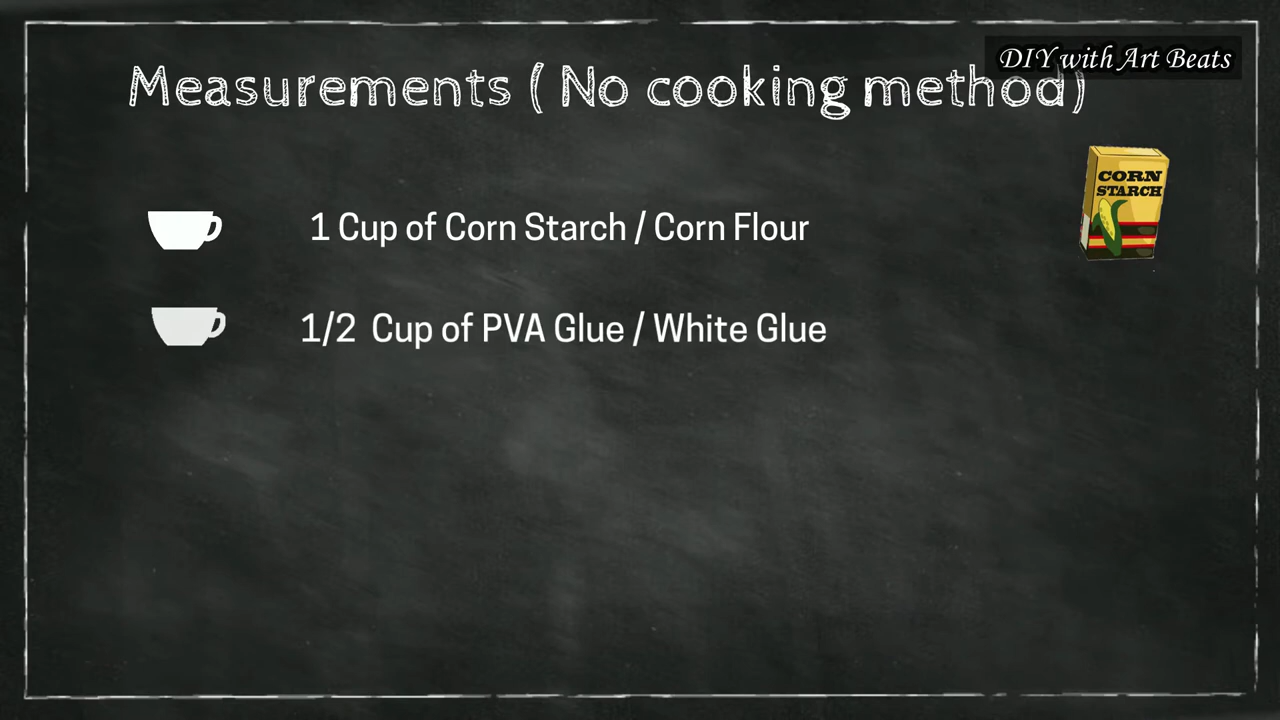 DIY with Art Beats
Measurements ( No cooking method)
CORN
STARCH
1 Cup of Corn Starch / Corn Flour
1/2 Cup of PVA Glue / White Glue